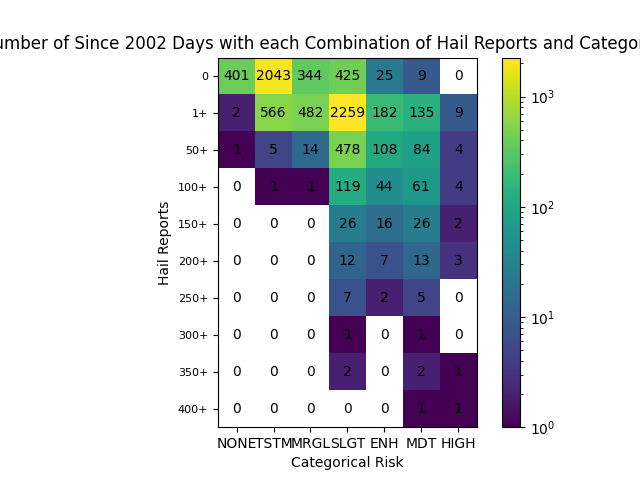 umber of Since 2002 Days with each Combination of Hail Reports and Categor
0 401 2043 344 425 25 9 0
1+ 2 566 482 2259 182 135 9
50+ 1 5 14 478 108 84 4
100+ 0 1 1 119 44 61 4
150+ 0 0 0 26 16 26 2
200+ 0 0 0 12 7 13 3
250+ 0 0 0 7 2 5 0
300+ 0 0 0 1 0 1 0
350+ 0 0 0 2 0 2 1
400+ 0 0 0 0 0 1 1
NONE TSTM MRGL SLGT ENH MDT HIGH
Categorical Risk
Hail Reports
10³
10²
10¹
10⁰